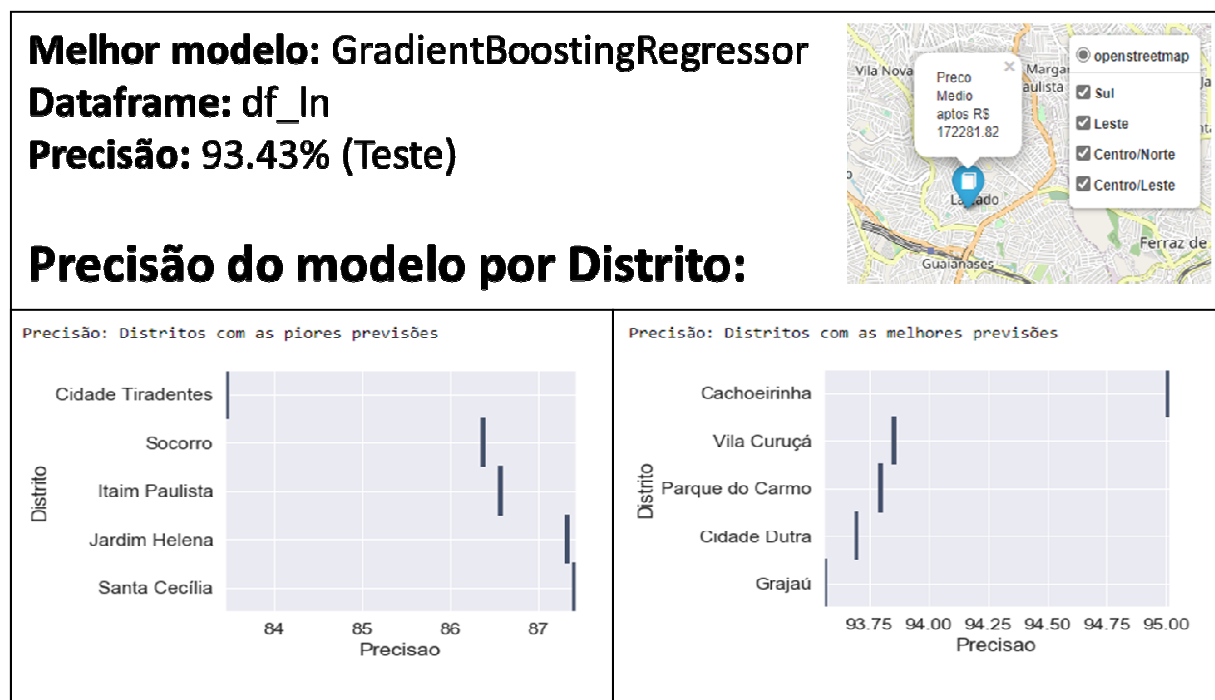 Melhor modelo: GradientBoostingRegressor
Dataframe: df_ln
Precisão: 93.43% (Teste)
Precisão do modelo por Distrito:
Vila Nova
Preco
Medio
aptos R$
172281.82
×
openstreetmap
Sul
Leste
Centro/Norte
Centro/Leste
Guaianases
Ferraz de
Precisão: Distritos com as piores previsões
Distrito
Cidade Tiradentes
Socorro
Itaim Paulista
Jardim Helena
Santa Cecília
84 85 86 87
Precisao
Precisão: Distritos com as melhores previsões
Distrito
Cachoeirinha
Vila Curuçá
Parque do Carmo
Cidade Dutra
Grajaú
93.75 94.00 94.25 94.50 94.75 95.00
Precisao